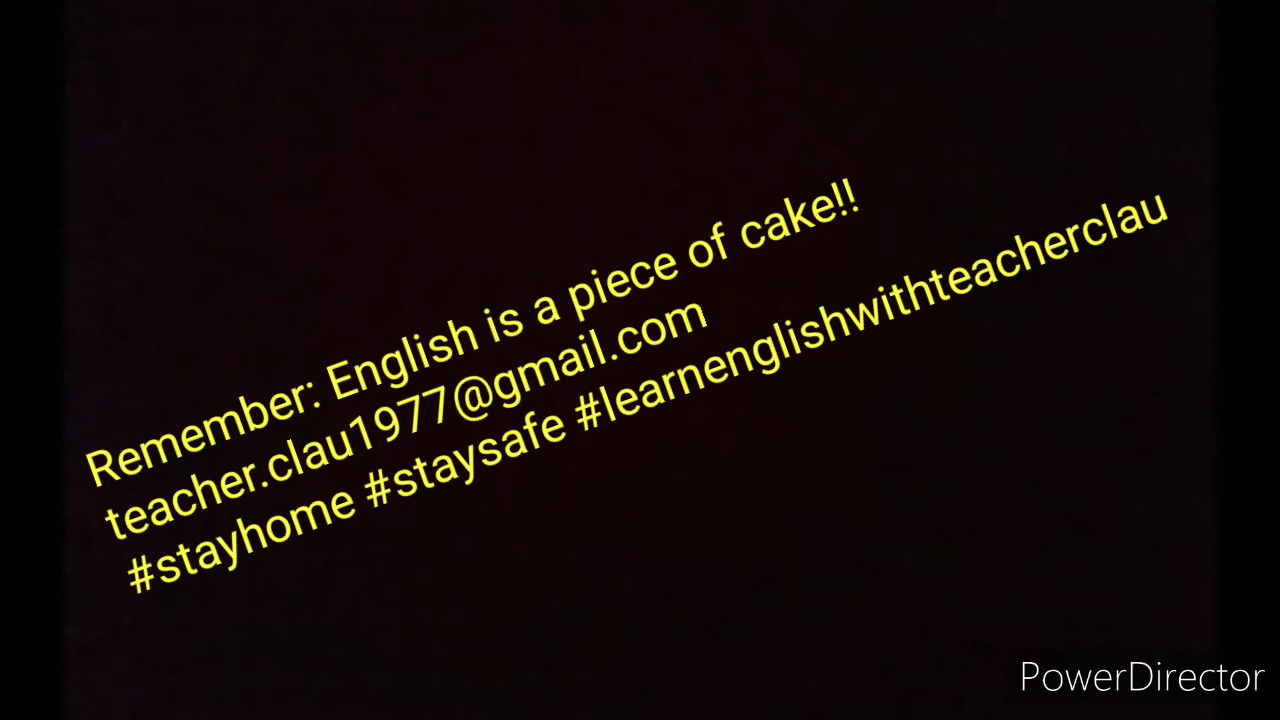 Remember: English is a piece of cake!!
teacher.clau1977@gmail.com
#stayhome #staysafe #learnenglishwithteacherclau
PowerDirector